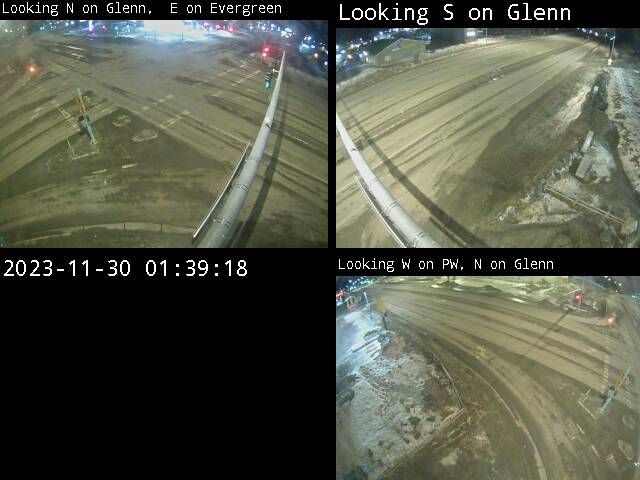 Looking N on Glenn,  E on Evergreen
Looking S on Glenn
2023-11-30 01:39:18
Looking W on PW, N on Glenn